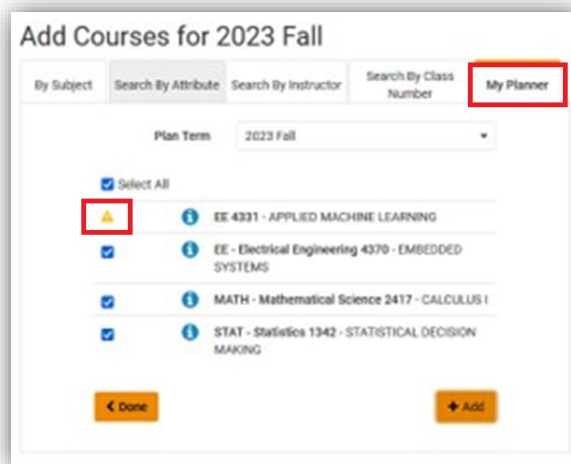 Add Courses for 2023 Fall
By Subject
Search By Attribute
Search By Instructor
Search By Class
Number
My Planner
Plan Term
2023 Fall
Select All
EE 4331 - APPLIED MACHINE LEARNING
EE - Electrical Engineering 4370 - EMBEDDED
SYSTEMS
MATH - Mathematical Science 2417 - CALCULUS I
STAT - Statistics 1342 - STATISTICAL DECISION
MAKING
Done
Add